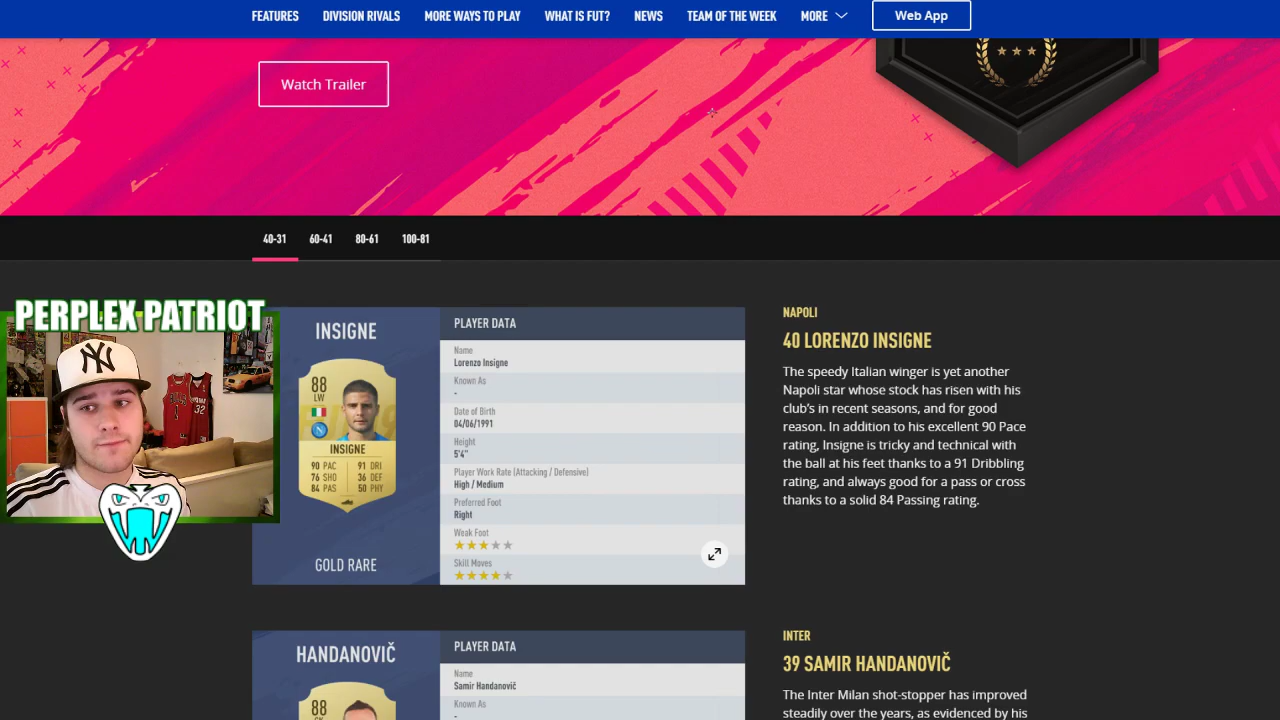 FEATURES
DIVISION RIVALS
MORE WAYS TO PLAY
WHAT IS FUT?
NEWS
TEAM OF THE WEEK
MORE
Web App
Watch Trailer
40-31
60-41
80-61
100-81
PERPLEX PATRIOT
NY
32
INSIGNE
88
LW
INSIGNE
90 PAC
91 DRI
76 SHO
36 DEF
84 PAS
50 PHY
GOLD RARE
PLAYER DATA
Name
Lorenzo Insigne
Known As
-
Date of Birth
04/06/1991
Height
5'4"
Player Work Rate (Attacking / Defensive)
High / Medium
Preferred Foot
Right
Weak Foot
Skill Moves
NAPOLI
40 LORENZO INSIGNE
The speedy Italian winger is yet another
Napoli star whose stock has risen with his
club's in recent seasons, and for good
reason. In addition to his excellent 90 Pace
rating, Insigne is tricky and technical with
the ball at his feet thanks to a 91 Dribbling
rating, and always good for a pass or cross
thanks to a solid 84 Passing rating.
HANDANOVIČ
88
PLAYER DATA
Name
Samir Handanovič
Known As
-
INTER
39 SAMIR HANDANOVIČ
The Inter Milan shot-stopper has improved
steadily over the years, as evidenced by his